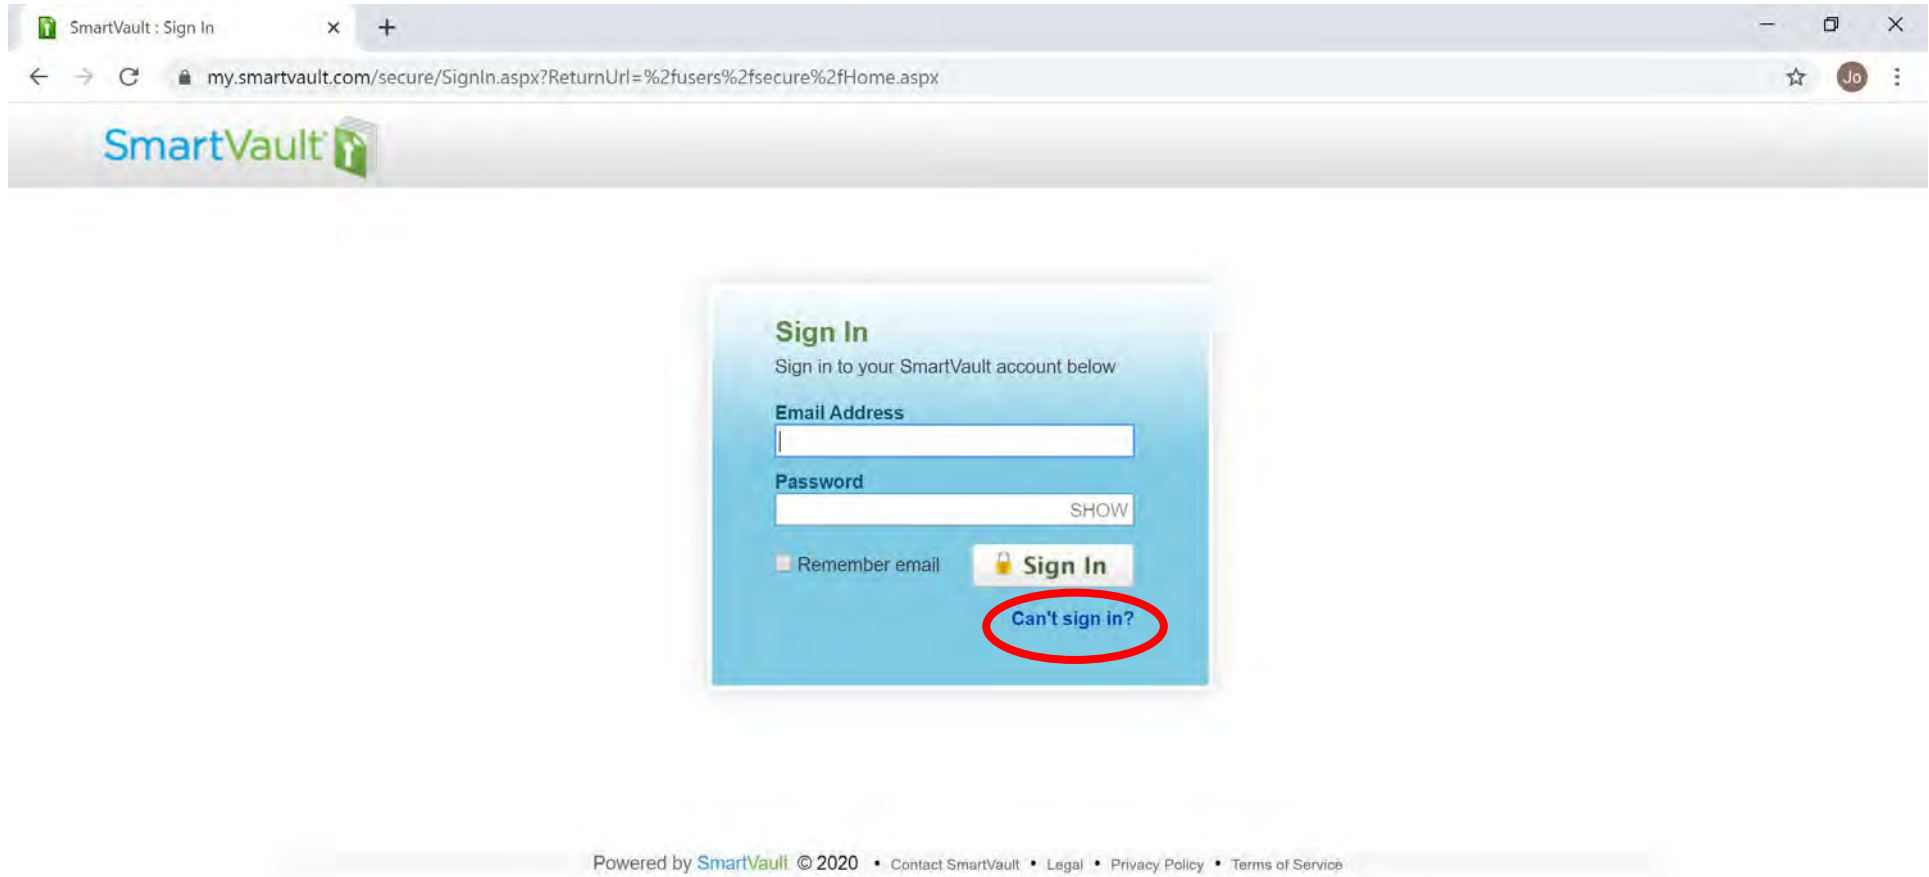 SmartVault : Sign In
my.smartvault.com/secure/SignIn.aspx?ReturnUrl=%2fusers%2fsecure%2fHome.aspx
Jo
SmartVault
Sign In
Sign in to your SmartVault account below
Email Address
Password
SHOW
Remember email
Sign In
Can't sign in?
Powered by SmartVault © 2020 • Contact SmartVault • Legal • Privacy Policy • Terms of Service